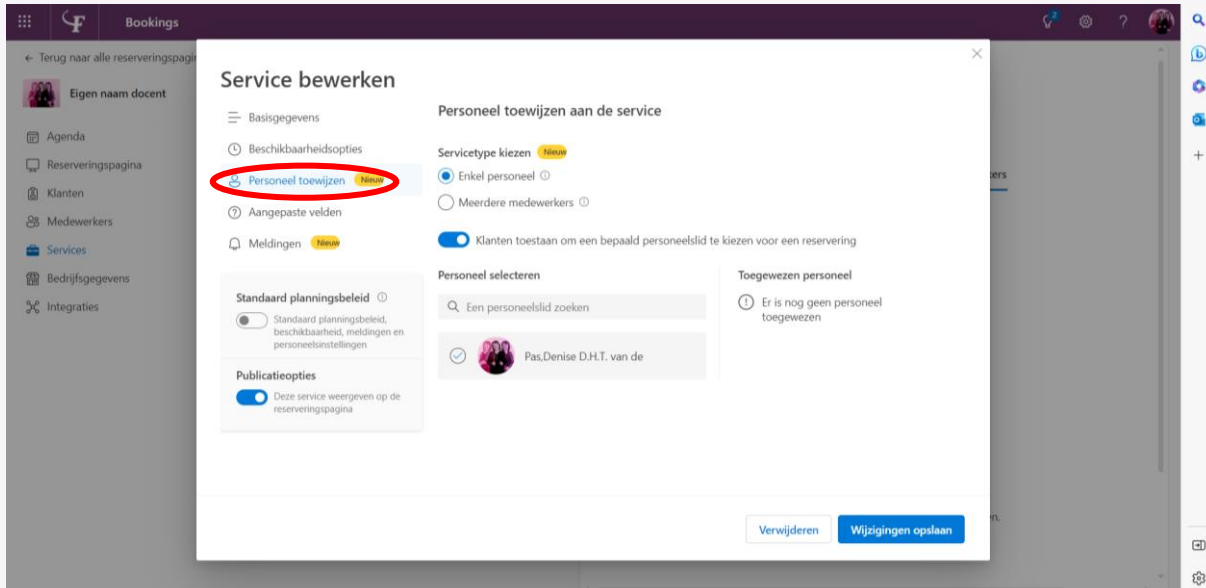 Bookings
2
?
← Terug naar alle reserveringspagi
Eigen naam docent
Agenda
Reserveringspagina
Klanten
Medewerkers
Services
Bedrijfsgegevens
Integraties
Service bewerken
Basisgegevens
Beschikbaarheidsopties
Personeel toewijzen Nieuw
Aangepaste velden
Meldingen Nieuw
Standaard planningsbeleid
Standaard planningsbeleid,
beschikbaarheid, meldingen en
personeelsinstellingen
Publicatieopties
Deze service weergeven op de
reserveringspagina
Personeel toewijzen aan de service
Servicetype kiezen Nieuw
Enkel personeel
Meerdere medewerkers
Klanten toestaan om een bepaald personeelslid te kiezen voor een reservering
Personeel selecteren
Een personeelslid zoeken
Pas,Denise D.H.T. van de
Toegewezen personeel
Er is nog geen personeel
toegewezen
Verwijderen
Wijzigingen opslaan
ers
en.